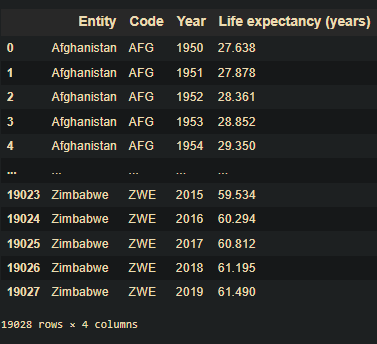 Entity Code Year Life expectancy (years)
0 Afghanistan AFG 1950 27.638
1 Afghanistan AFG 1951 27.878
2 Afghanistan AFG 1952 28.361
3 Afghanistan AFG 1953 28.852
4 Afghanistan AFG 1954 29.350
... ... ... ... ...
19023 Zimbabwe ZWE 2015 59.534
19024 Zimbabwe ZWE 2016 60.294
19025 Zimbabwe ZWE 2017 60.812
19026 Zimbabwe ZWE 2018 61.195
19027 Zimbabwe ZWE 2019 61.490
19028 rows × 4 columns